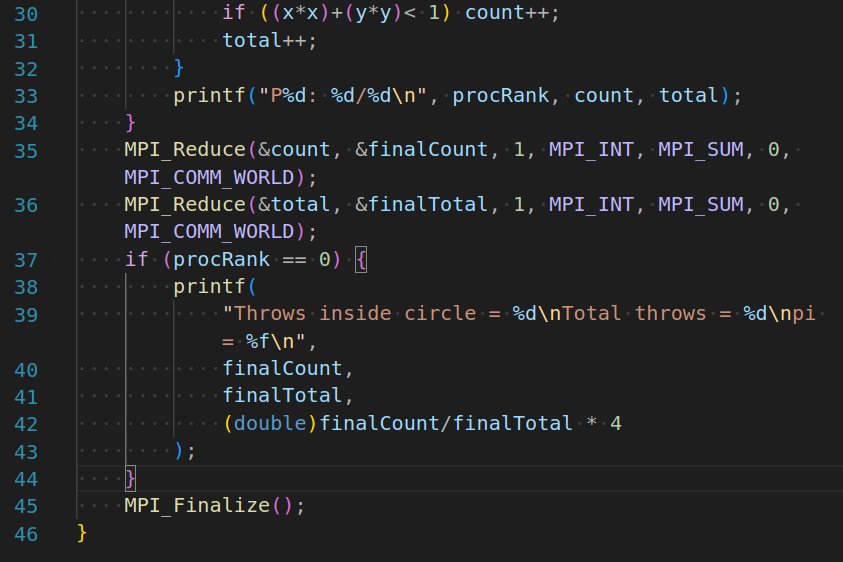 30 if ((x*x)+(y*y)< 1) count++;
31 total++;
32 }
33 printf("P%d: %d/%d\n", procRank, count, total);
34 }
35 MPI_Reduce(&count, &finalCount, 1, MPI_INT, MPI_SUM, 0,
MPI_COMM_WORLD);
36 MPI_Reduce(&total, &finalTotal, 1, MPI_INT, MPI_SUM, 0,
MPI_COMM_WORLD);
37 if (procRank == 0) {
38 printf(
39 "Throws inside circle = %d\nTotal throws = %d\npi
= %f\n",
40 finalCount,
41 finalTotal,
42 (double)finalCount/finalTotal * 4
43 );
44 }
45 MPI_Finalize();
46 }